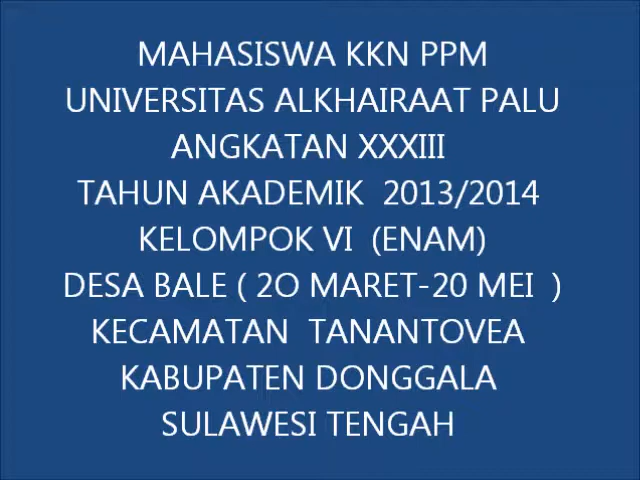 MAHASISWA KKN PPM
UNIVERSITAS ALKHAIRAAT PALU
ANGKATAN XXXIII
TAHUN AKADEMIK 2013/2014
KELOMPOK VI (ENAM)
DESA BALE ( 2O MARET-20 MEI )
KECAMATAN TANANTOVEA
KABUPATEN DONGGALA
SULAWESI TENGAH